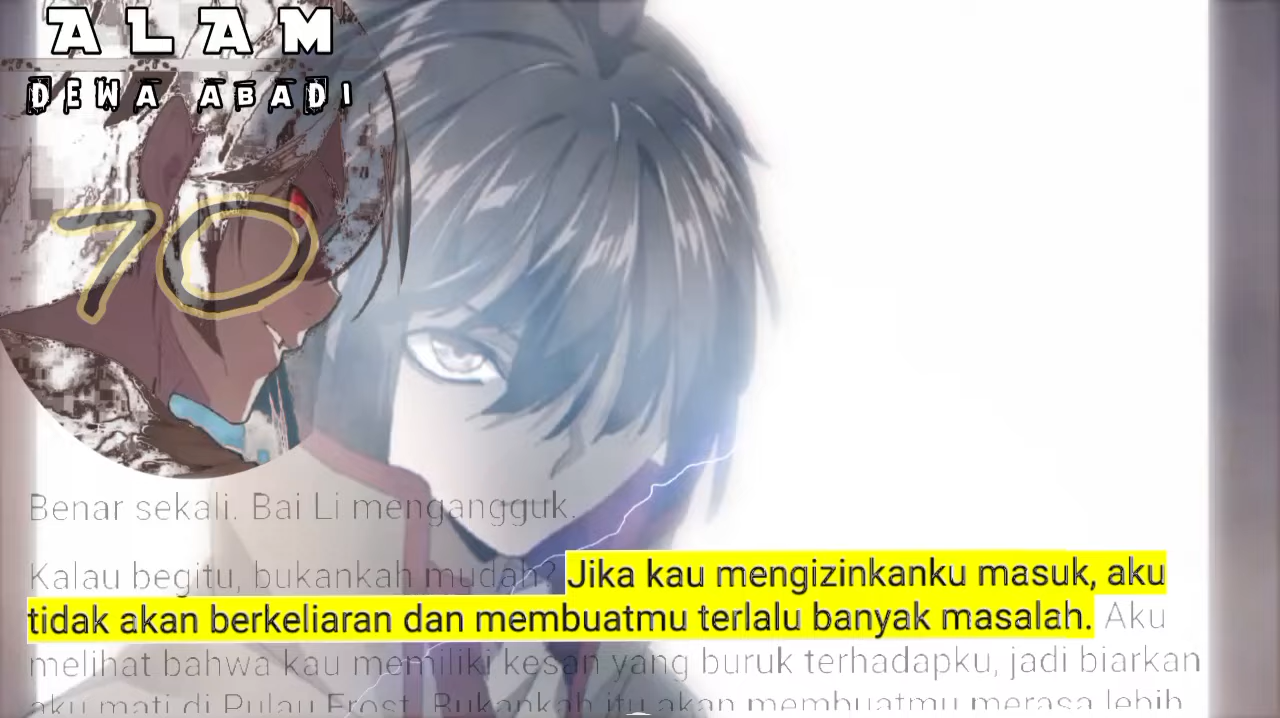 ALAM
DEWA ABADI
70
Benar sekali. Bai Li mengangguk.
Kalau begitu, bukankah mudah? Jika kau mengizinkanku masuk, aku
tidak akan berkeliaran dan membuatmu terlalu banyak masalah. Aku
melihat bahwa kau memiliki kesan yang buruk terhadapku, jadi biarkan
aku mati di Pulau Frost. Bukankah itu akan membuatmu merasa lebih